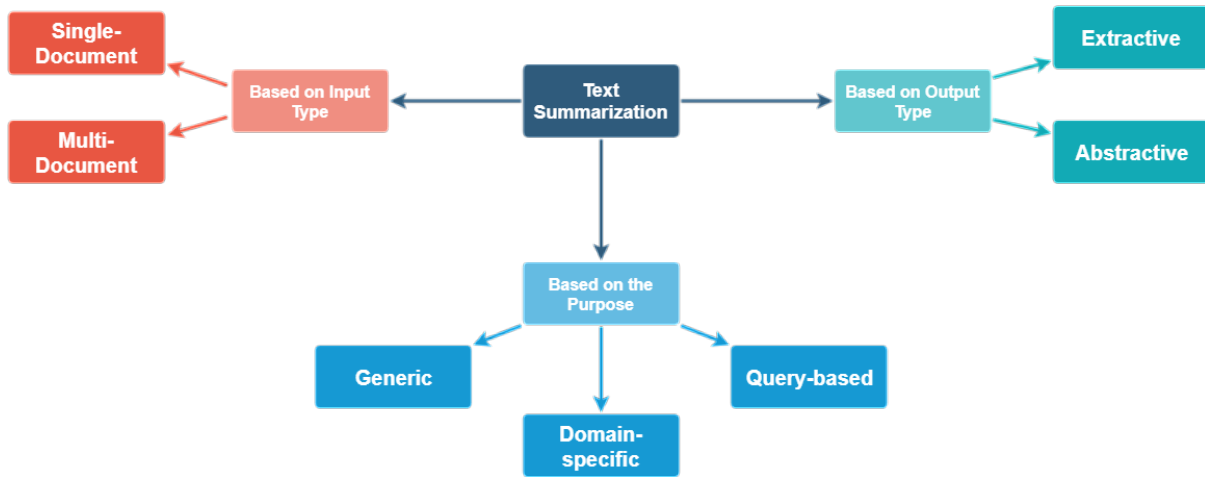 Single-
Document
Based on Input
Type
Multi-
Document
Text
Summarization
Based on Output
Type
Extractive
Abstractive
Based on the
Purpose
Generic
Domain-
specific
Query-based